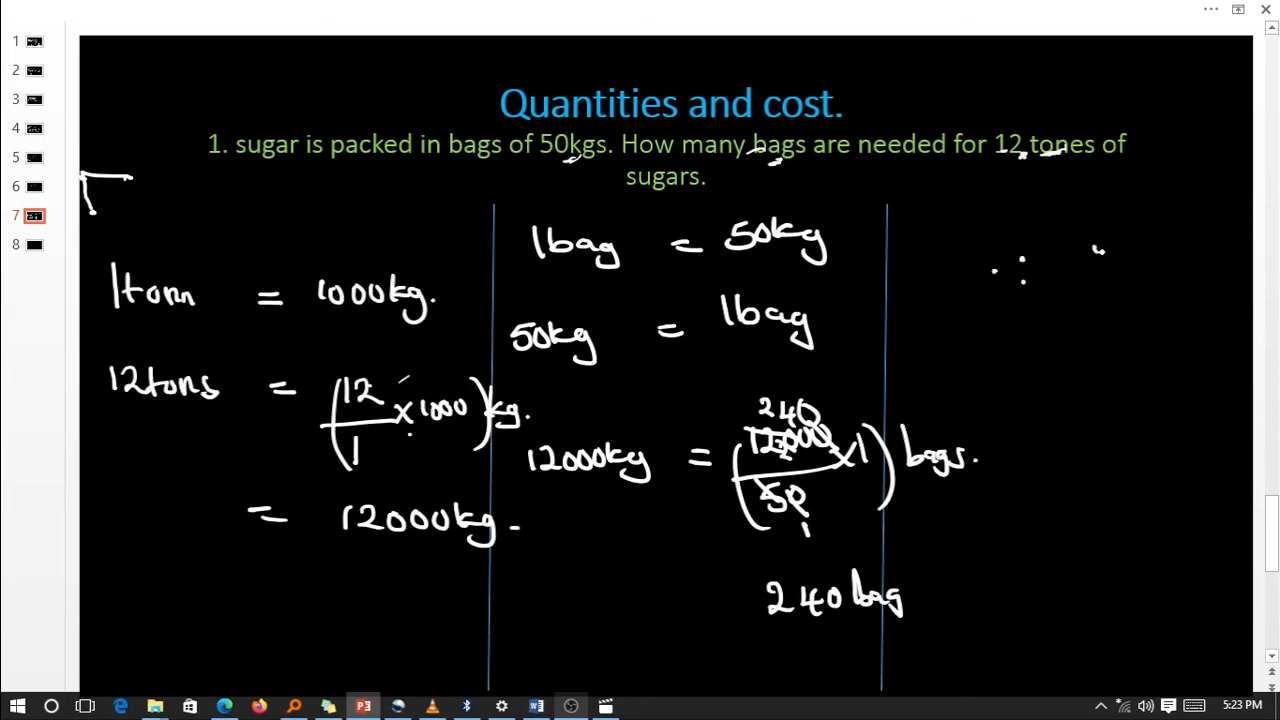 1
2
3
4
5
6
7
8
Quantities and cost.
1. sugar is packed in bags of 50kgs. How many bags are needed for 12 tones of
sugars.
1tonn = 1000kg.
12tons = (12/1 × 1000) kg.
= 12000kg.
1bag = 50kg
50kg = 1bag
240
12000kg = (12000/50 × 1) bags.
1
240bag
∴ "
5:23 PM